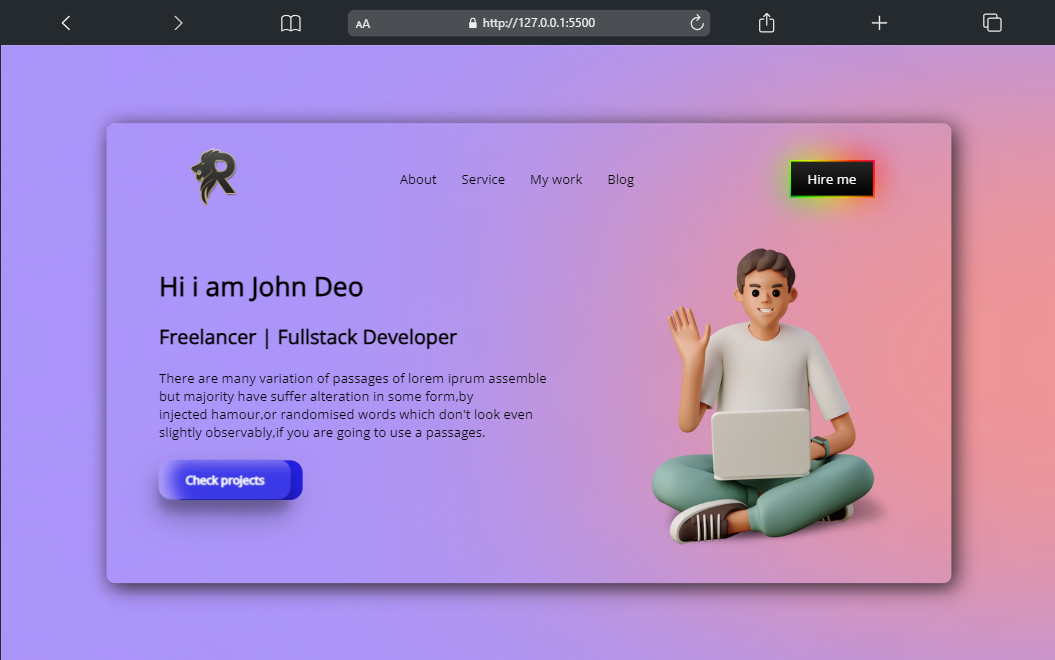 AA
http://127.0.0.1:5500
R
About Service My work Blog
Hire me
Hi i am John Deo
Freelancer | Fullstack Developer
There are many variation of passages of lorem iprum assemble
but majority have suffer alteration in some form,by
injected hamour,or randomised words which don't look even
slightly observably,if you are going to use a passages.
Check projects